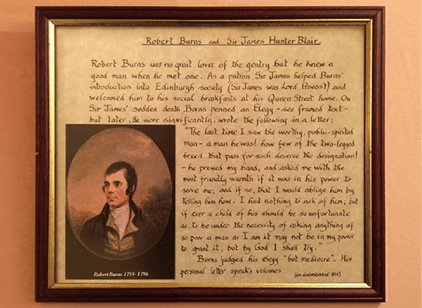 Robert Burns and Sir James Hunter Blair.
Robert Burns was no great lover of the gentry but he knew a
good man when he met one. As a patron Sir James helped Burns'
introduction into Edinburgh society (Sir James was Lord Provost) and
welcomed him to his social breakfasts at his Queen Street home. On
Sir James' sudden death Burns penned an Elegy - see framed text -
but later, & more significantly, wrote the following in a letter;
"The last time I saw the worthy, public-spirited
man - a man he was! how few of the two-legged
breed that pass for such deserve the designation!
- he pressed my hand, and asked me with the
most friendly warmth if it was in his power to
serve me; and if so, that I would oblige him by
telling him how. I had nothing to ask of him; but
if ever a child of his should be so unfortunate
as to be under the necessity of asking anything of
so poor a man as I am it may not be in my power
to grant it, but by God I shall try."
Burns judged his elegy "but mediocre". His
personal letter speaks volumes.
Robert Burns 1759-1796